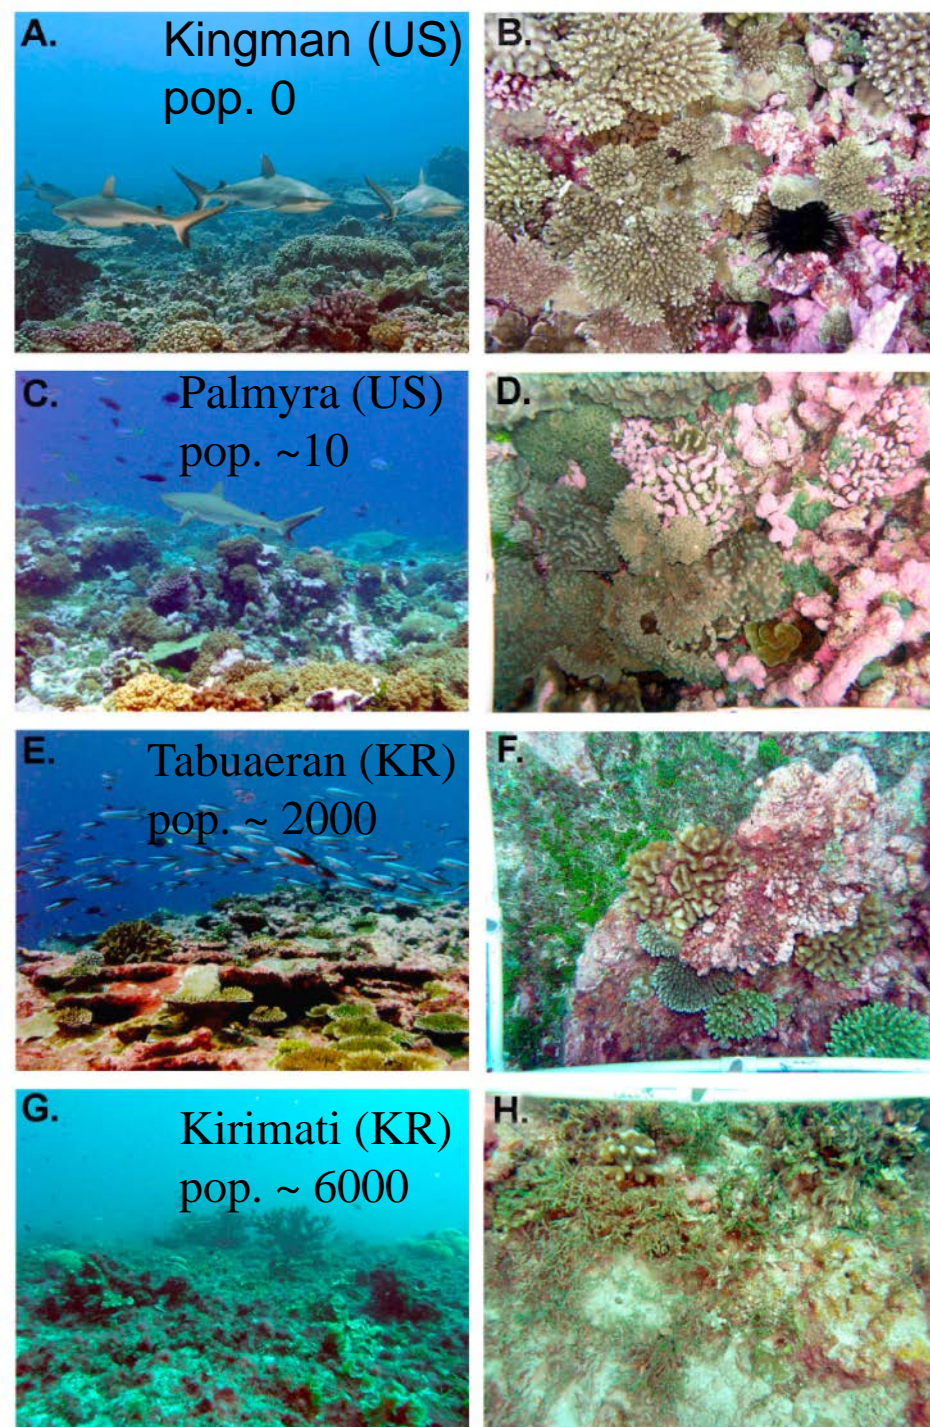 A.
Kingman (US)
pop. 0
B.
C.
Palmyra (US)
pop. ~10
D.
E.
Tabuaeran (KR)
pop. ~ 2000
F.
G.
Kirimati (KR)
pop. ~ 6000
H.